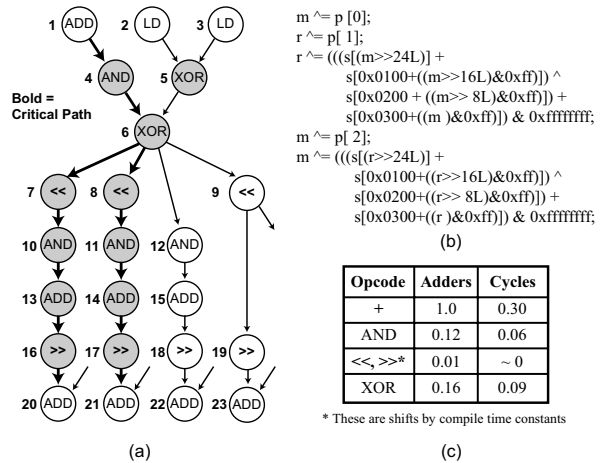 1 ADD
2 LD
3 LD
4 AND
5 XOR
Bold =
Critical Path
6 XOR
7 <<
8 <<
9 <<
10 AND
11 AND
12 AND
13 ADD
14 ADD
15 ADD
16 >>
17 >>
18 >>
19 >>
20 ADD
21 ADD
22 ADD
23 ADD
(a)
m ^= p [0];
r ^= p[ 1];
r ^= (((s[(m>>24L)] +
s[0x0100+((m>>16L)&0xff)]) ^
s[0x0200 + ((m>> 8L)&0xff)]) +
s[0x0300+((m )&0xff)]) & 0xffffffff;
m ^= p[ 2];
m ^= (((s[(r>>24L)] +
s[0x0100+((r>>16L)&0xff)]) ^
s[0x0200+((r>> 8L)&0xff)]) +
s[0x0300+((r )&0xff)]) & 0xffffffff;
(b)
Opcode Adders Cycles
+ 1.0 0.30
AND 0.12 0.06
<<, >>* 0.01 ~ 0
XOR 0.16 0.09
* These are shifts by compile time constants
(c)